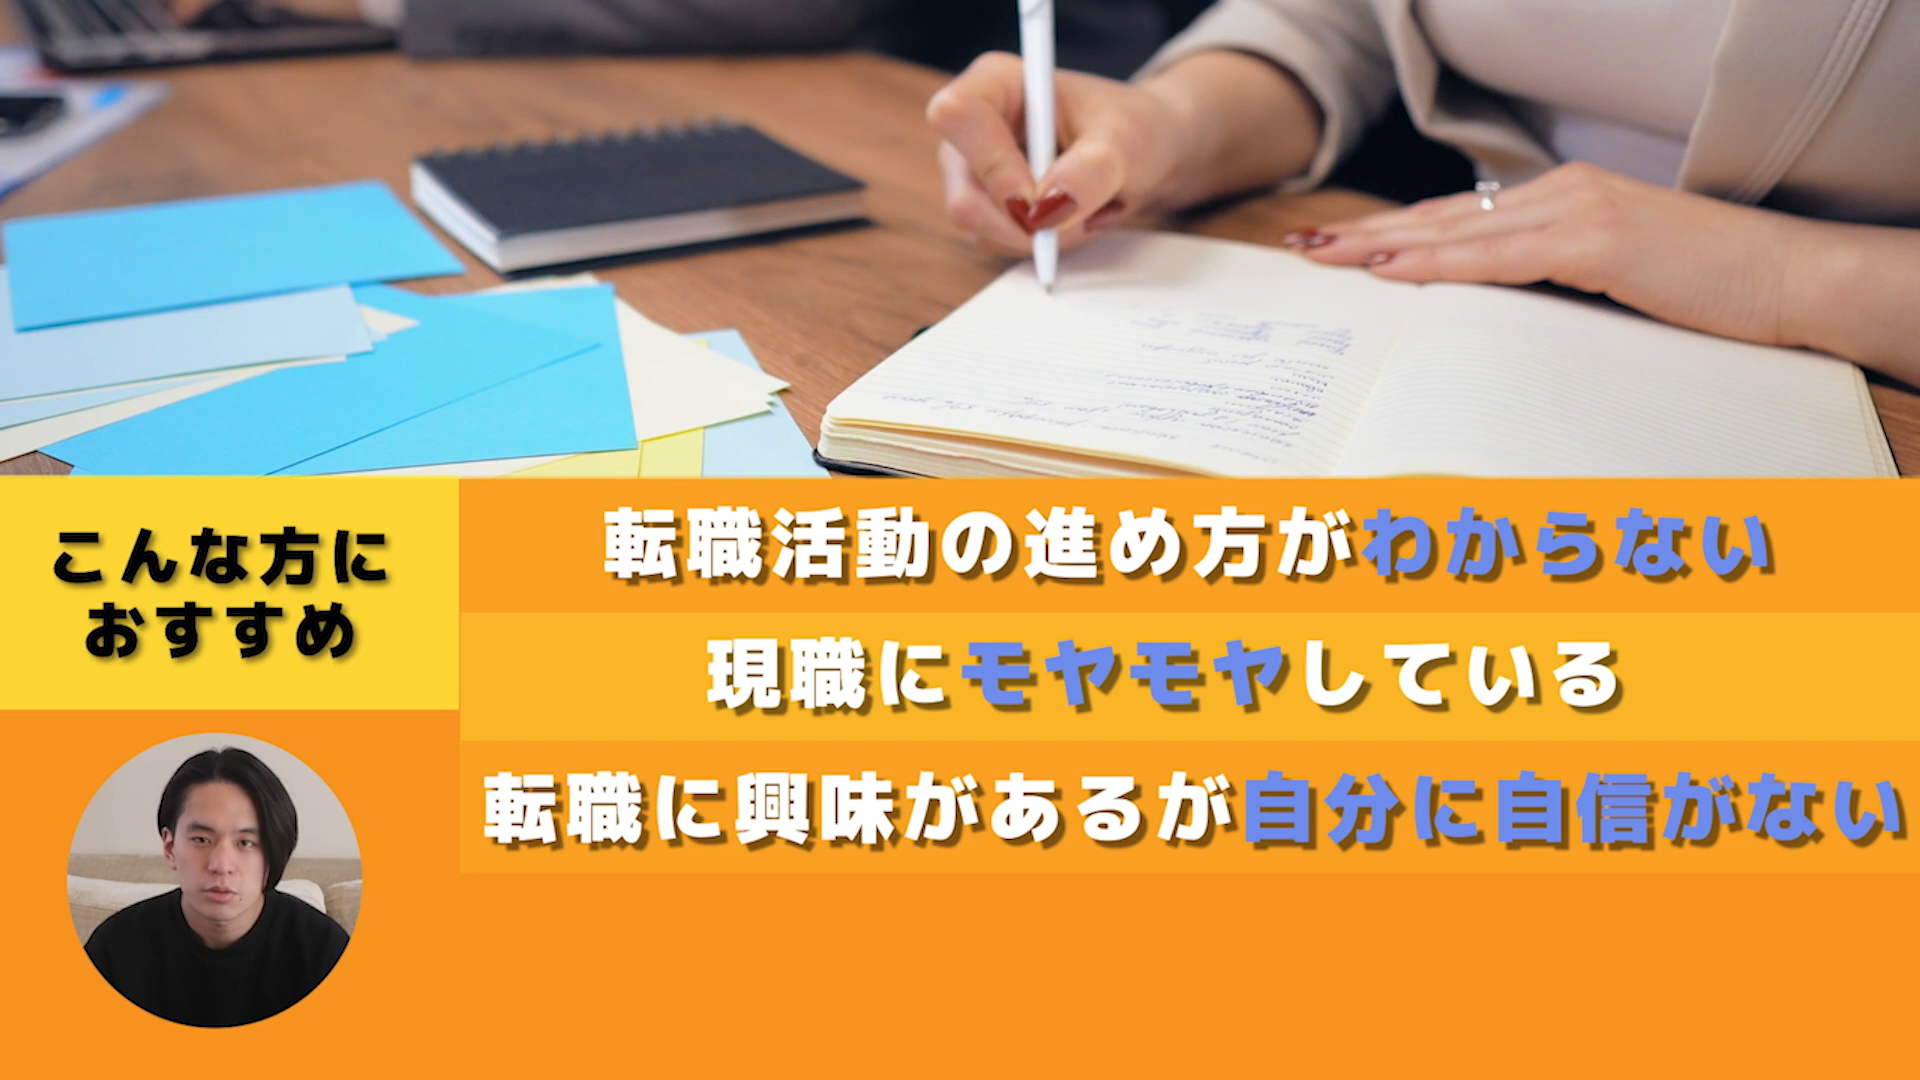 こんな方に
おすすめ
転職活動の進め方がわからない
現職にモヤモヤしている
転職に興味があるが自分に自信がない